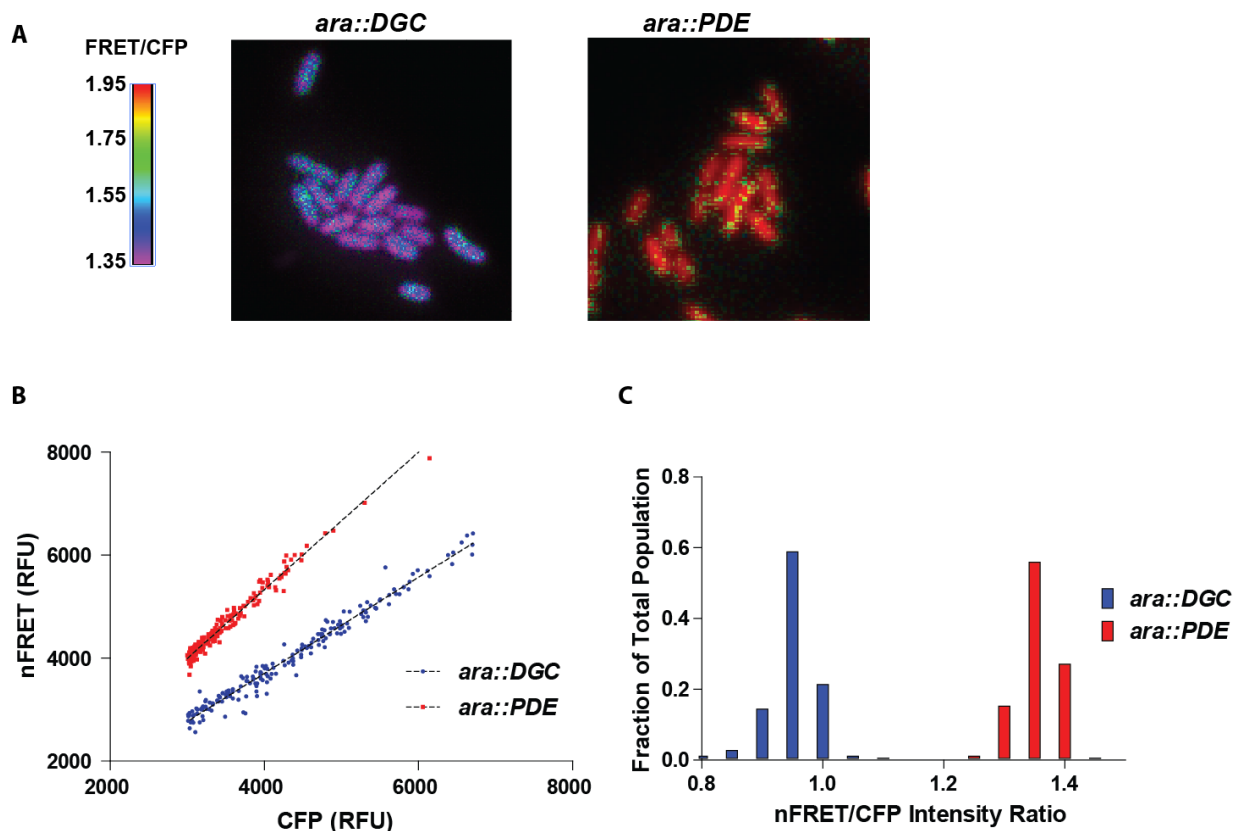 A
FRET/CFP
1.95
1.75
1.55
1.35
ara::DGC
ara::PDE
B
nFRET (RFU)
8000
6000
4000
2000
2000 4000 6000 8000
CFP (RFU)
ara::DGC
ara::PDE
C
Fraction of Total Population
0.8
0.6
0.4
0.2
0.0
0.8 1.0 1.2 1.4
nFRET/CFP Intensity Ratio
ara::DGC
ara::PDE